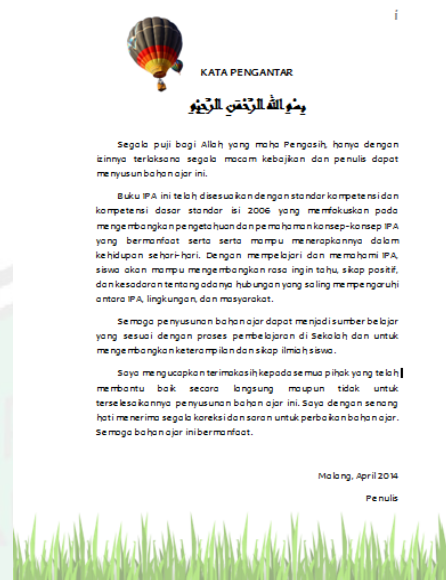 i
KATA PENGANTAR
بِسْمِ اللَّهِ الرَّحْمَنِ الرَّحِيْمِ
Segala puji bagi Allah yang maha Pengasih, hanya dengan
izinnya terlaksana segala macam kebajikan dan penulis dapat
menyusun bahan ajar ini.
Buku IPA ini telah disesuaikan dengan standar kompetensi dan
kompetensi dasar standar isi 2006 yang memfokuskan pada
mengembangkan pengetahuan dan pemahaman konsep-konsep IPA
yang bermanfaat serta serta mampu menerapkannya dalam
kehidupan sehari-hari. Dengan mempelajari dan memahami IPA,
siswa akan mampu mengembangkan rasa ingin tahu, sikap positif,
dan kesadaran tentang adanya hubungan yang saling mempengaruhi
antara IPA, lingkungan, dan masyarakat.
Semoga penyusunan bahan ajar dapat menjadi sumber belajar
yang sesuai dengan proses pembelajaran di Sekolah dan untuk
mengembangkan keterampilan dan sikap ilmiah siswa.
Saya mengucapkan terimakasih kepada semua pihak yang telah
membantu baik secara langsung maupun tidak untuk
terselesaikannya penyusunan bahan ajar ini. Saya dengan senang
hati menerima segala koreksi dan saran untuk perbaikan bahan ajar.
Semoga bahan ajar ini bermanfaat.
Malang, April 2014
Penulis